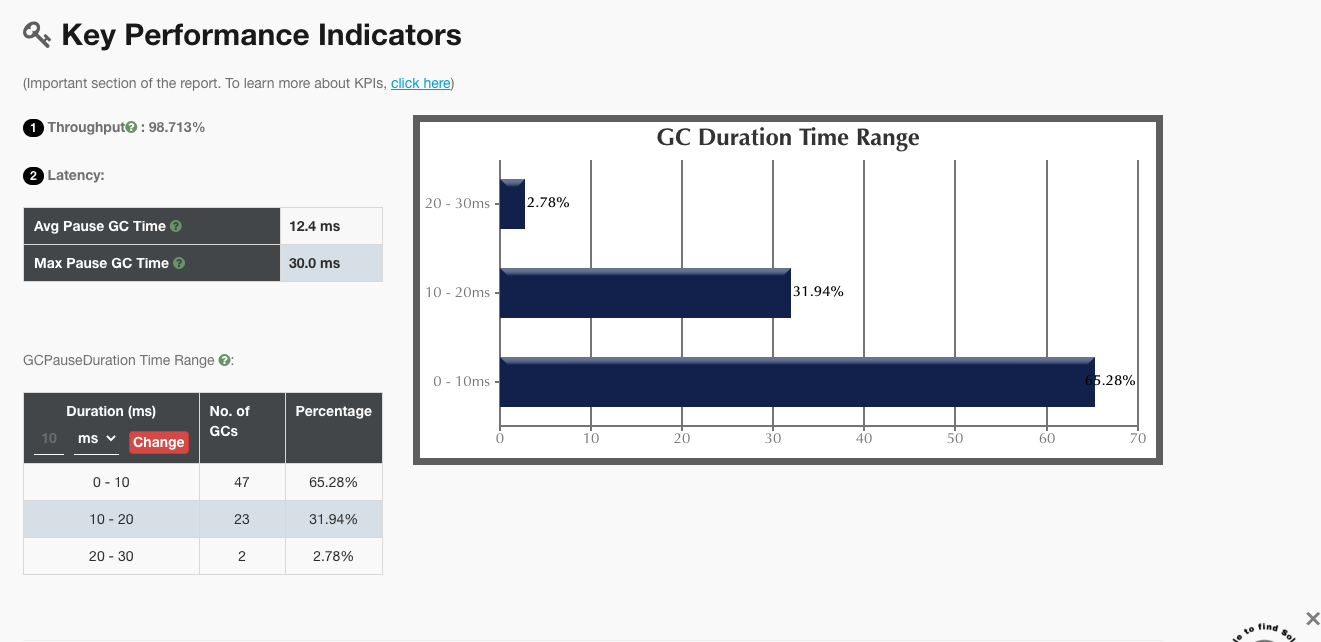 Key Performance Indicators
(Important section of the report. To learn more about KPIs, click here)
1 Throughput? : 98.713%
2 Latency:
Avg Pause GC Time ? 12.4 ms
Max Pause GC Time ? 30.0 ms
GCPauseDuration Time Range ?:
Duration (ms) No. of GCs Percentage
10 ms Change
0 - 10 47 65.28%
10 - 20 23 31.94%
20 - 30 2 2.78%
GC Duration Time Range
20 - 30ms 2.78%
10 - 20ms 31.94%
0 - 10ms 65.28%
0 10 20 30 40 50 60 70
to find
×